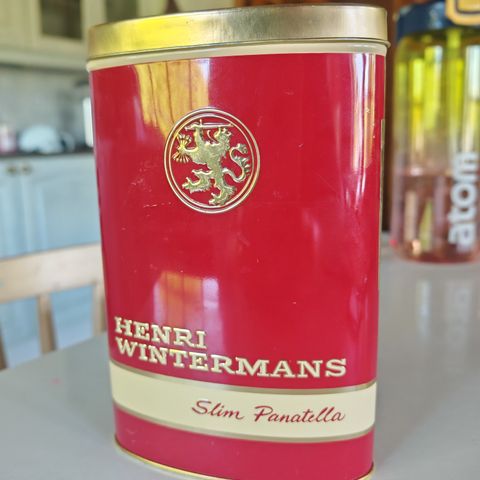 HENRI
WINTERMANS
Slim Panatella
atom